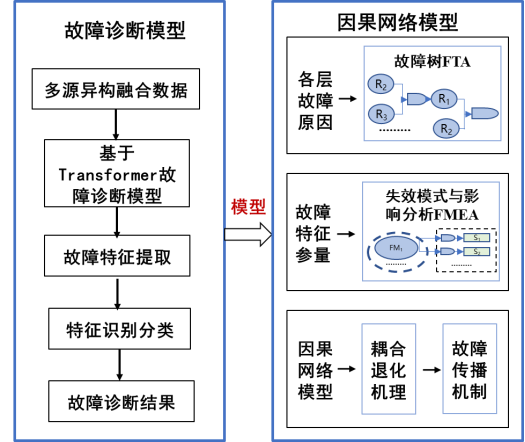 故障诊断模型
多源异构融合数据
基于
Transformer故
障诊断模型
故障特征提取
特征识别分类
故障诊断结果
模型
因果网络模型
各层
故障
原因
故障树FTA
R2
R1
R3
R2
.........
故障
特征
参量
失效模式与影
响分析FMEA
FM1
S1
S2
.........
.........
因果
网络
模型
耦合
退化
机理
故障
传播
机制